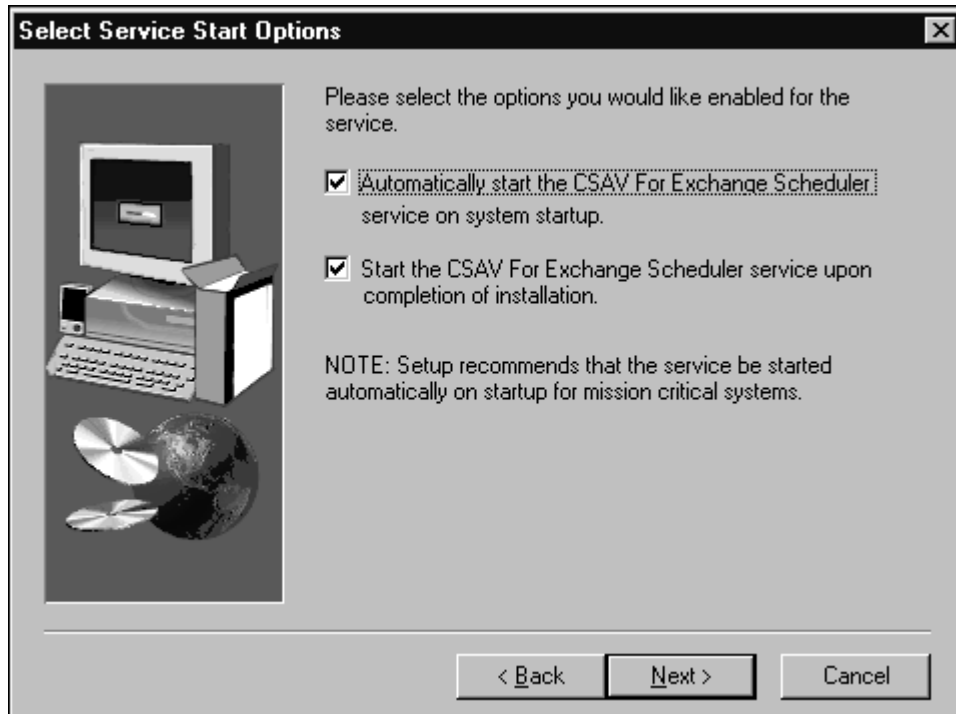 Select Service Start Options
Please select the options you would like enabled for the
service.
Automatically start the CSAV For Exchange Scheduler
service on system startup.
Start the CSAV For Exchange Scheduler service upon
completion of installation.
NOTE: Setup recommends that the service be started
automatically on startup for mission critical systems.
< Back
Next >
Cancel